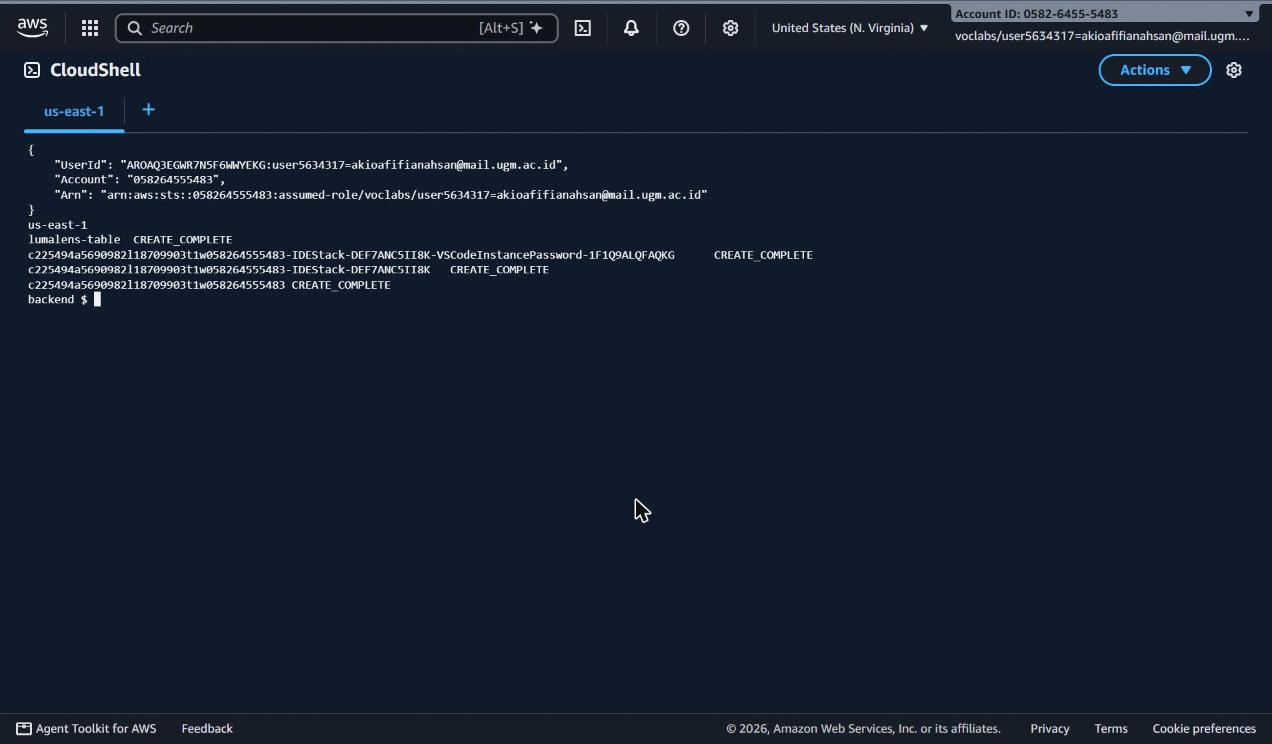 aws
Search
[Alt+S]
United States (N. Virginia) ▼
Account ID: 0582-6455-5483
voclabs/user5634317=akioafifianahsan@mail.ugm....
CloudShell
Actions ▼
us-east-1
+
{
    "UserId": "AROAQ3EGWR7N5F6WWYEKG:user5634317=akioafifianahsan@mail.ugm.ac.id",
    "Account": "058264555483",
    "Arn": "arn:aws:sts::058264555483:assumed-role/voclabs/user5634317=akioafifianahsan@mail.ugm.ac.id"
}
us-east-1
lumalens-table  CREATE_COMPLETE
c225494a5690982l18709903t1w058264555483-IDEStack-DEF7ANC5II8K-VSCodeInstancePassword-1F1Q9ALQFAQKG      CREATE_COMPLETE
c225494a5690982l18709903t1w058264555483-IDEStack-DEF7ANC5II8K   CREATE_COMPLETE
c225494a5690982l18709903t1w058264555483 CREATE_COMPLETE
backend $
Agent Toolkit for AWS
Feedback
© 2026, Amazon Web Services, Inc. or its affiliates.
Privacy
Terms
Cookie preferences